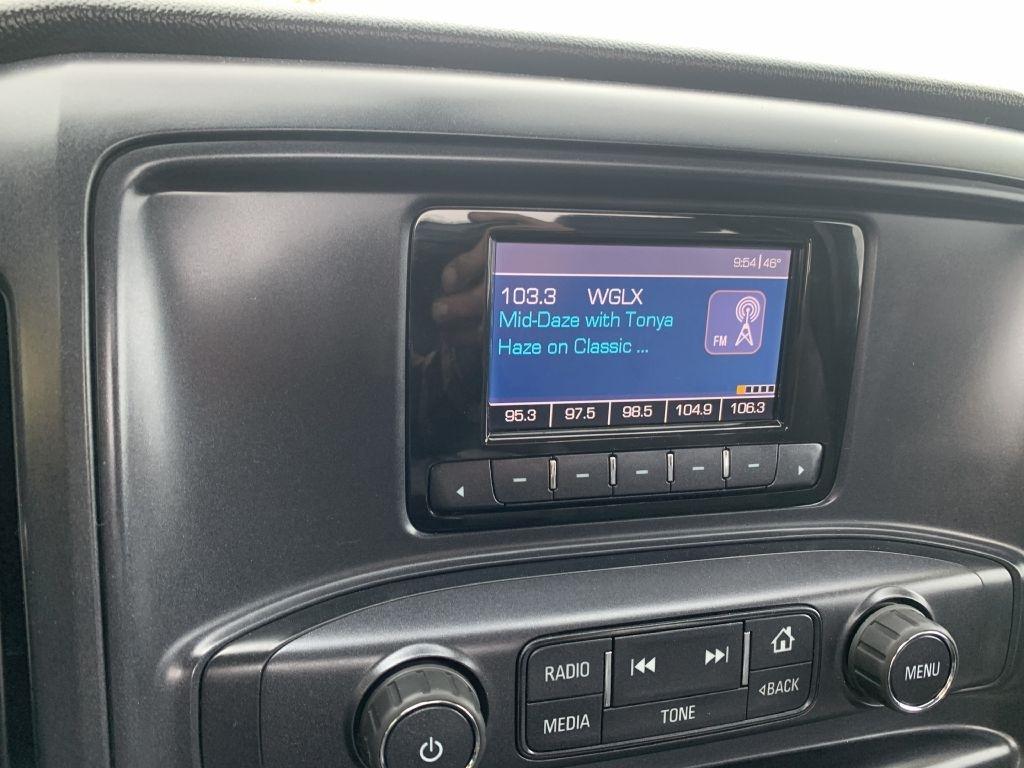 9:54 | 46°
103.3 WGLX
Mid-Daze with Tonya
Haze on Classic ...
FM
95.3 97.5 98.5 104.9 106.3
RADIO
MEDIA
TONE
BACK
MENU